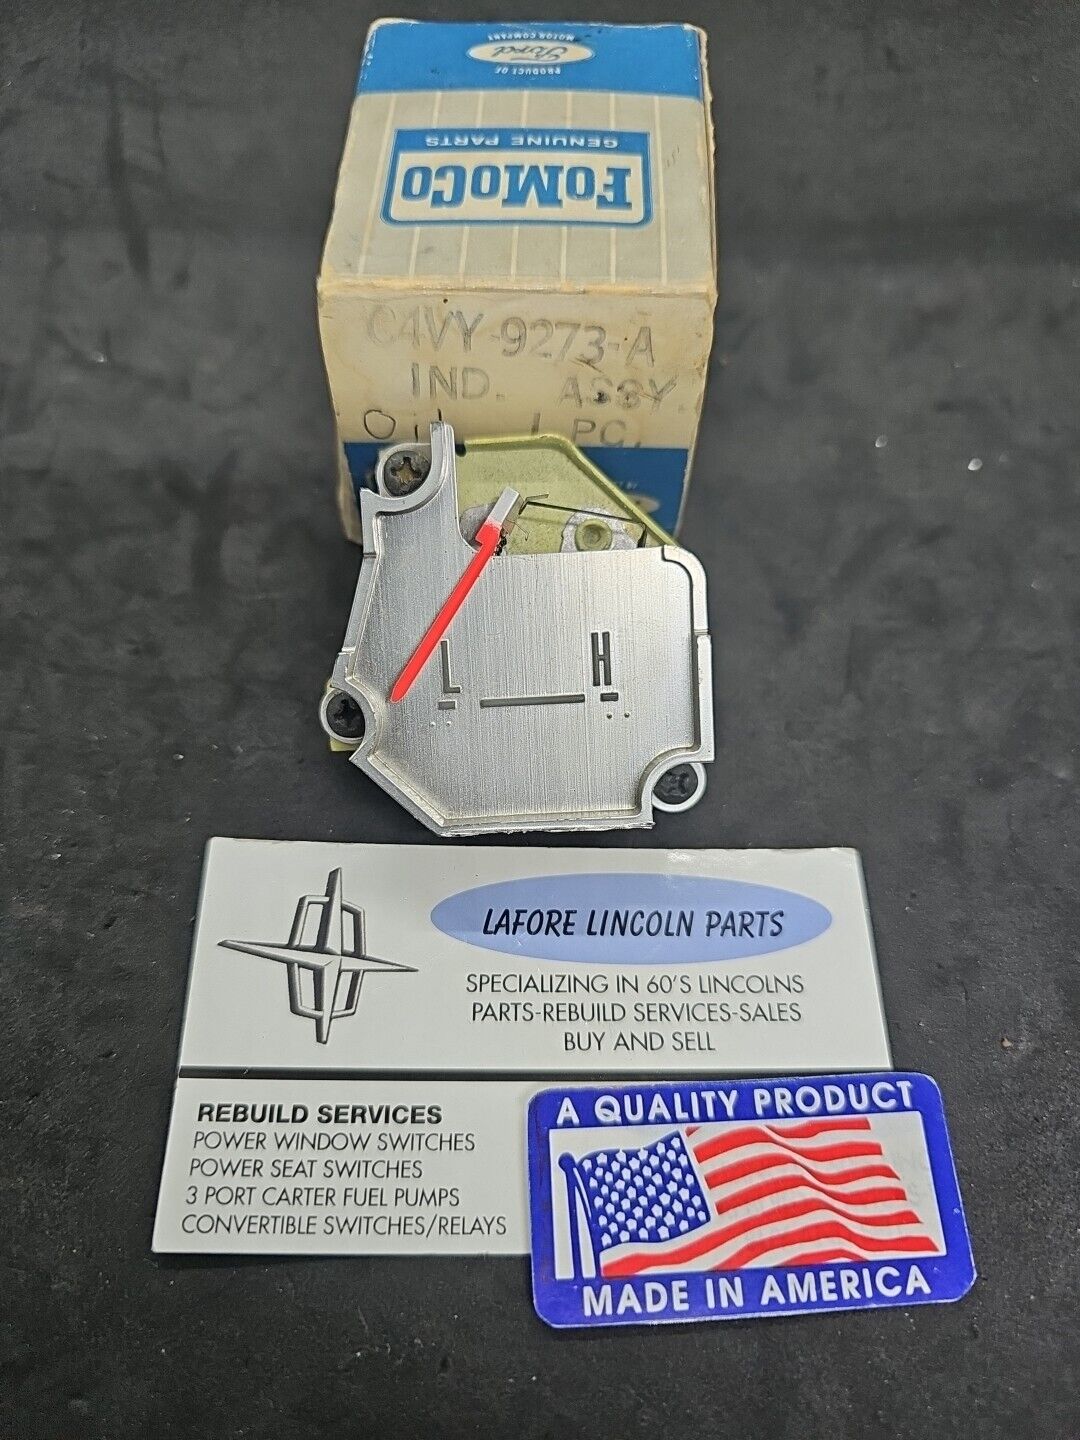 PRODUCT OF
Ford
MOTOR COMPANY
FoMoCo
GENUINE PARTS
C4VY-9273-A
IND. ASSY.
OIL 1 PC.
L H
LAFORE LINCOLN PARTS
SPECIALIZING IN 60'S LINCOLNS
PARTS-REBUILD SERVICES-SALES
BUY AND SELL
REBUILD SERVICES
POWER WINDOW SWITCHES
POWER SEAT SWITCHES
3 PORT CARTER FUEL PUMPS
CONVERTIBLE SWITCHES/RELAYS
A QUALITY PRODUCT
MADE IN AMERICA